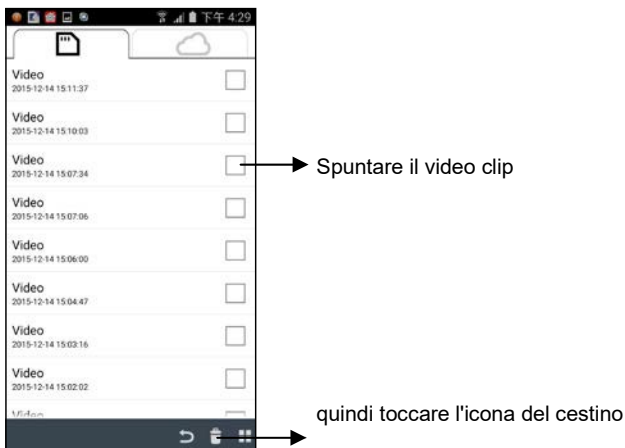 下午 4:29
Video
2015-12-14 15:11:37
Video
2015-12-14 15:10:03
Video
2015-12-14 15:07:34
Spuntare il video clip
Video
2015-12-14 15:07:06
Video
2015-12-14 15:06:00
Video
2015-12-14 15:04:47
Video
2015-12-14 15:03:16
Video
2015-12-14 15:02:02
Video
quindi toccare l'icona del cestino